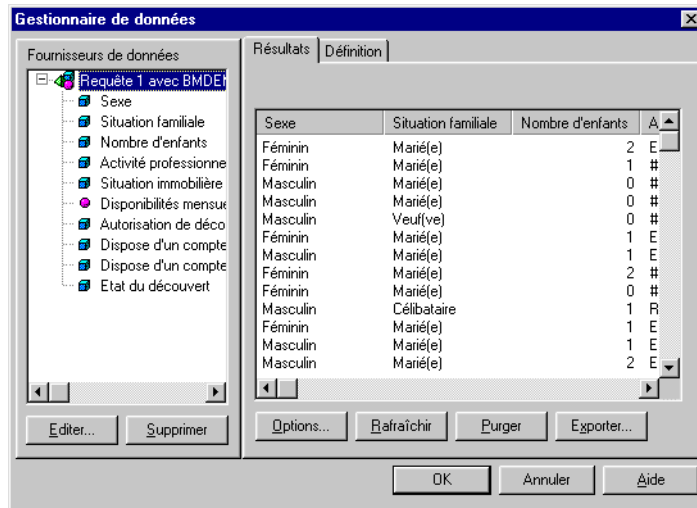 Gestionnaire de données
Fournisseurs de données
Requête 1 avec BMDEM
Sexe
Situation familiale
Nombre d'enfants
Activité professionne
Situation immobilière
Disponibilités mensue
Autorisation de déco
Dispose d'un compte
Dispose d'un compte
Etat du découvert
Editer... Supprimer
Résultats Définition
Sexe Situation familiale Nombre d'enfants A
Féminin Marié(e) 2 E
Féminin Marié(e) 1 #
Masculin Marié(e) 0 #
Masculin Marié(e) 0 #
Masculin Veuf(ve) 0 #
Féminin Marié(e) 1 E
Masculin Marié(e) 1 E
Féminin Marié(e) 2 #
Féminin Marié(e) 0 #
Masculin Célibataire 1 R
Féminin Marié(e) 1 E
Masculin Marié(e) 1 E
Masculin Marié(e) 2 E
Options... Rafraîchir Purger Exporter...
OK Annuler Aide